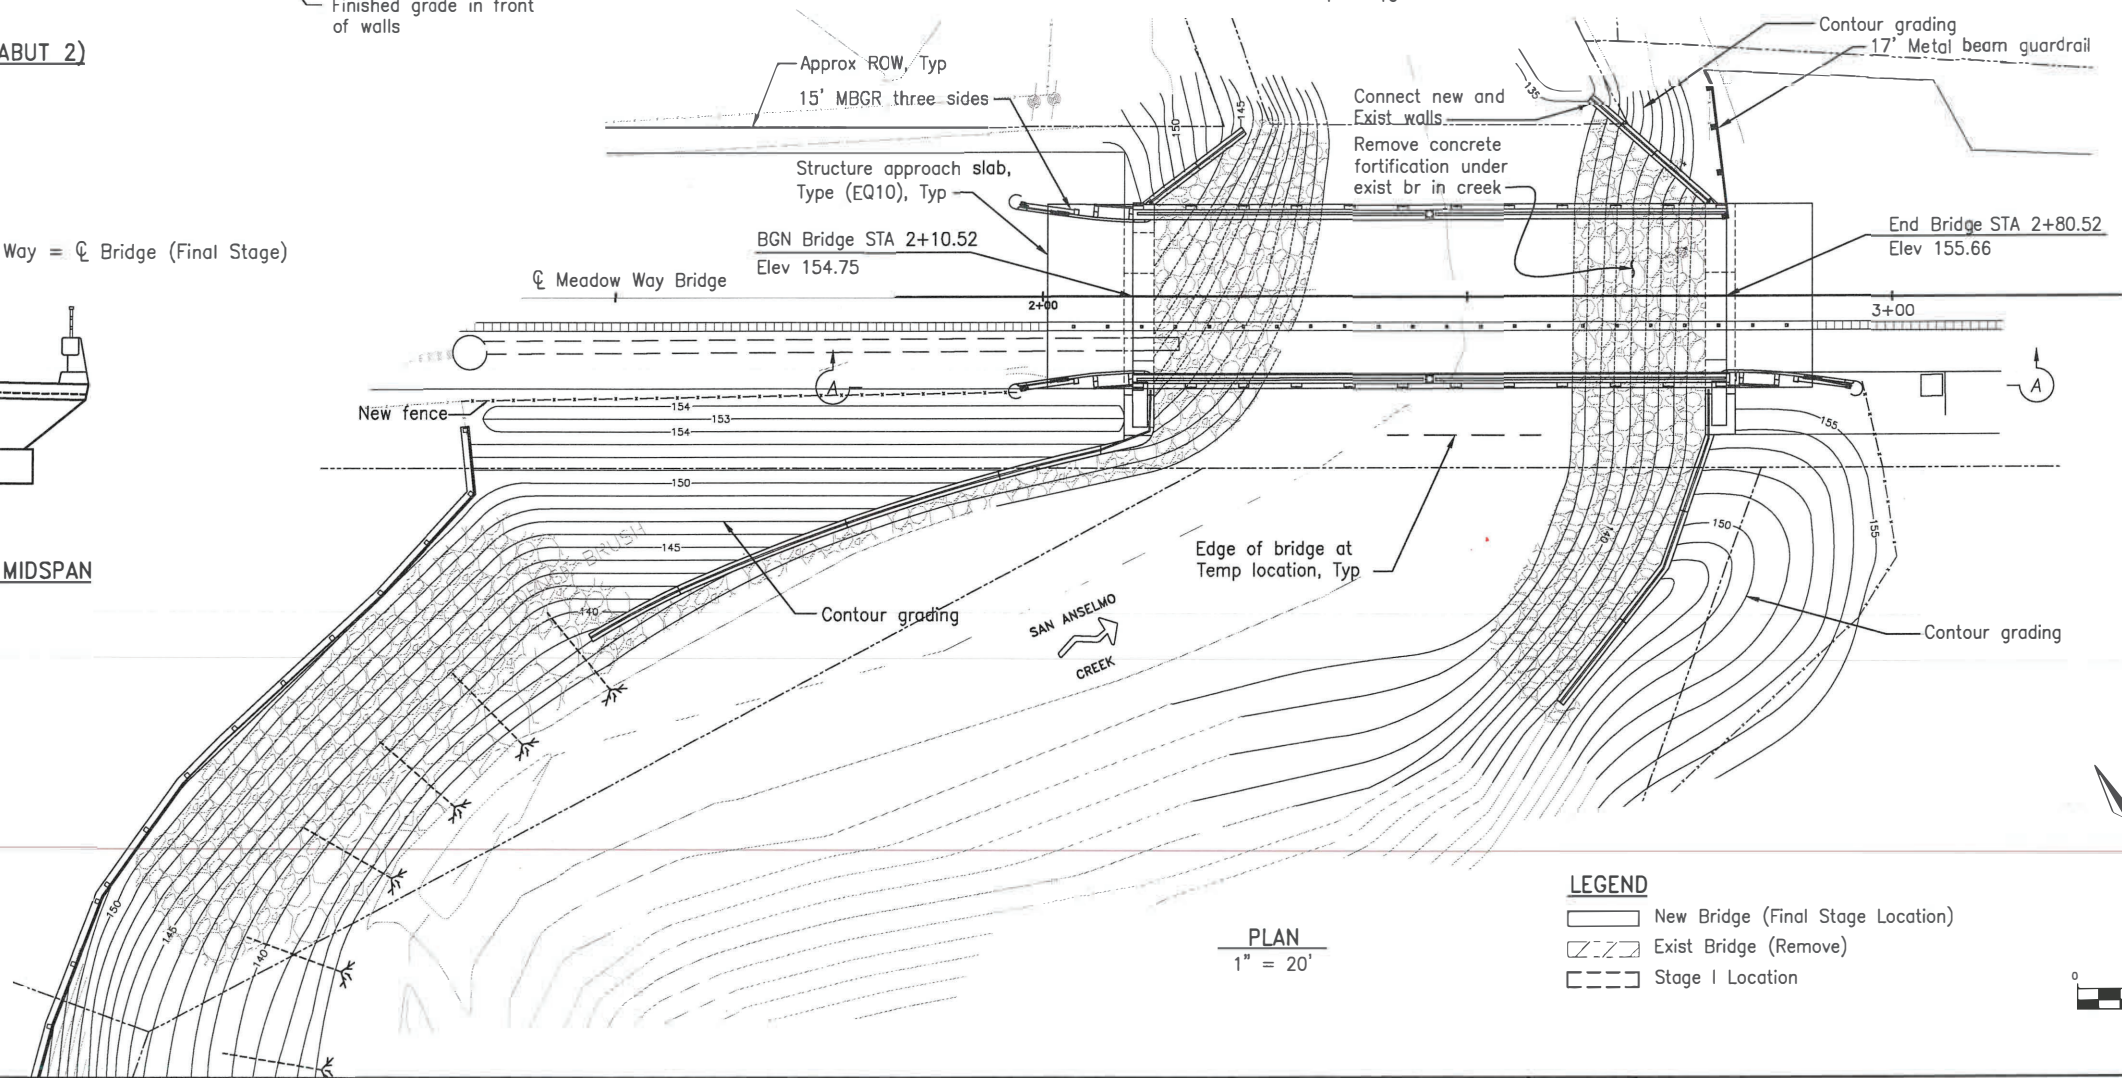 Finished grade in front
of walls
ABUT 2)
Way = ℄ Bridge (Final Stage)
MIDSPAN
Approx ROW, Typ
15' MBGR three sides
Structure approach slab,
Type (EQ10), Typ
BGN Bridge STA 2+10.52
Elev 154.75
℄ Meadow Way Bridge
2+00
3+00
Contour grading
17' Metal beam guardrail
Connect new and
Exist walls
Remove concrete
fortification under
exist br in creek
End Bridge STA 2+80.52
Elev 155.66
135
145
150
A
A
New fence
154
153
154
150
145
140
BRUSH
Contour grading
SAN ANSELMO
CREEK
Edge of bridge at
Temp location, Typ
140
150
155
155
Contour grading
150
145
140
PLAN
1" = 20'
LEGEND
New Bridge (Final Stage Location)
Exist Bridge (Remove)
Stage I Location
0